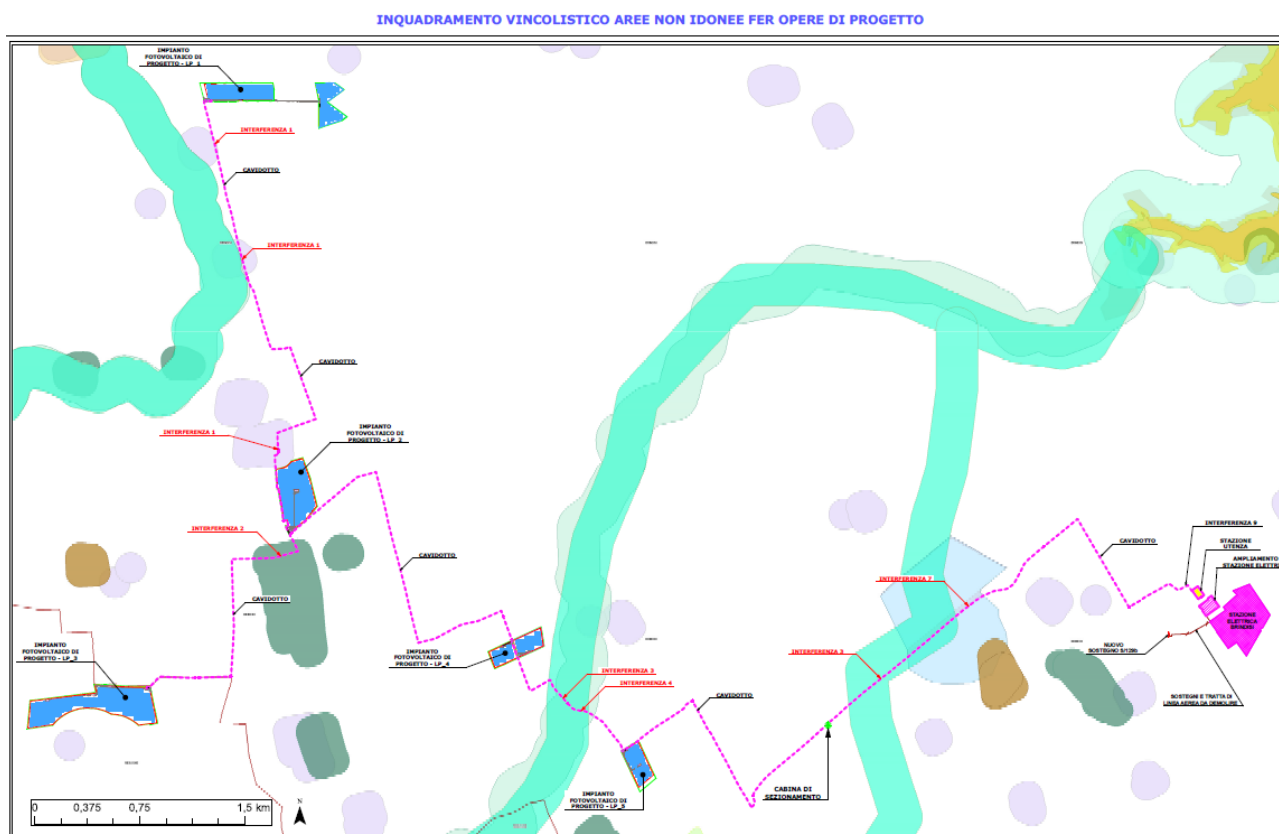 INQUADRAMENTO VINCOLISTICO AREE NON IDONEE FER OPERE DI PROGETTO
IMPIANTO
FOTOVOLTAICO DI
PROGETTO - LP_1
INTERFERENZA 1
CAVIDOTTO
INTERFERENZA 1
CAVIDOTTO
INTERFERENZA 1
IMPIANTO
FOTOVOLTAICO DI
PROGETTO - LP_2
INTERFERENZA 2
CAVIDOTTO
CAVIDOTTO
IMPIANTO
FOTOVOLTAICO DI
PROGETTO - LP_3
IMPIANTO
FOTOVOLTAICO DI
PROGETTO - LP_4
INTERFERENZA 3
INTERFERENZA 4
CAVIDOTTO
IMPIANTO
FOTOVOLTAICO DI
PROGETTO - LP_5
CABINA DI
SEZIONAMENTO
INTERFERENZA 3
INTERFERENZA 7
CAVIDOTTO
INTERFERENZA 9
STAZIONE
UTENZA
AMPLIAMENTO
STAZIONE ELETTRI
STAZIONE
ELETTRICA
BRINDISI
NUOVO
SOSTEGNO S/129b
SOSTEGNI E TRATTA DI
LINEA AEREA DA DEMOLIRE
0 0,375 0,75 1,5 km
N